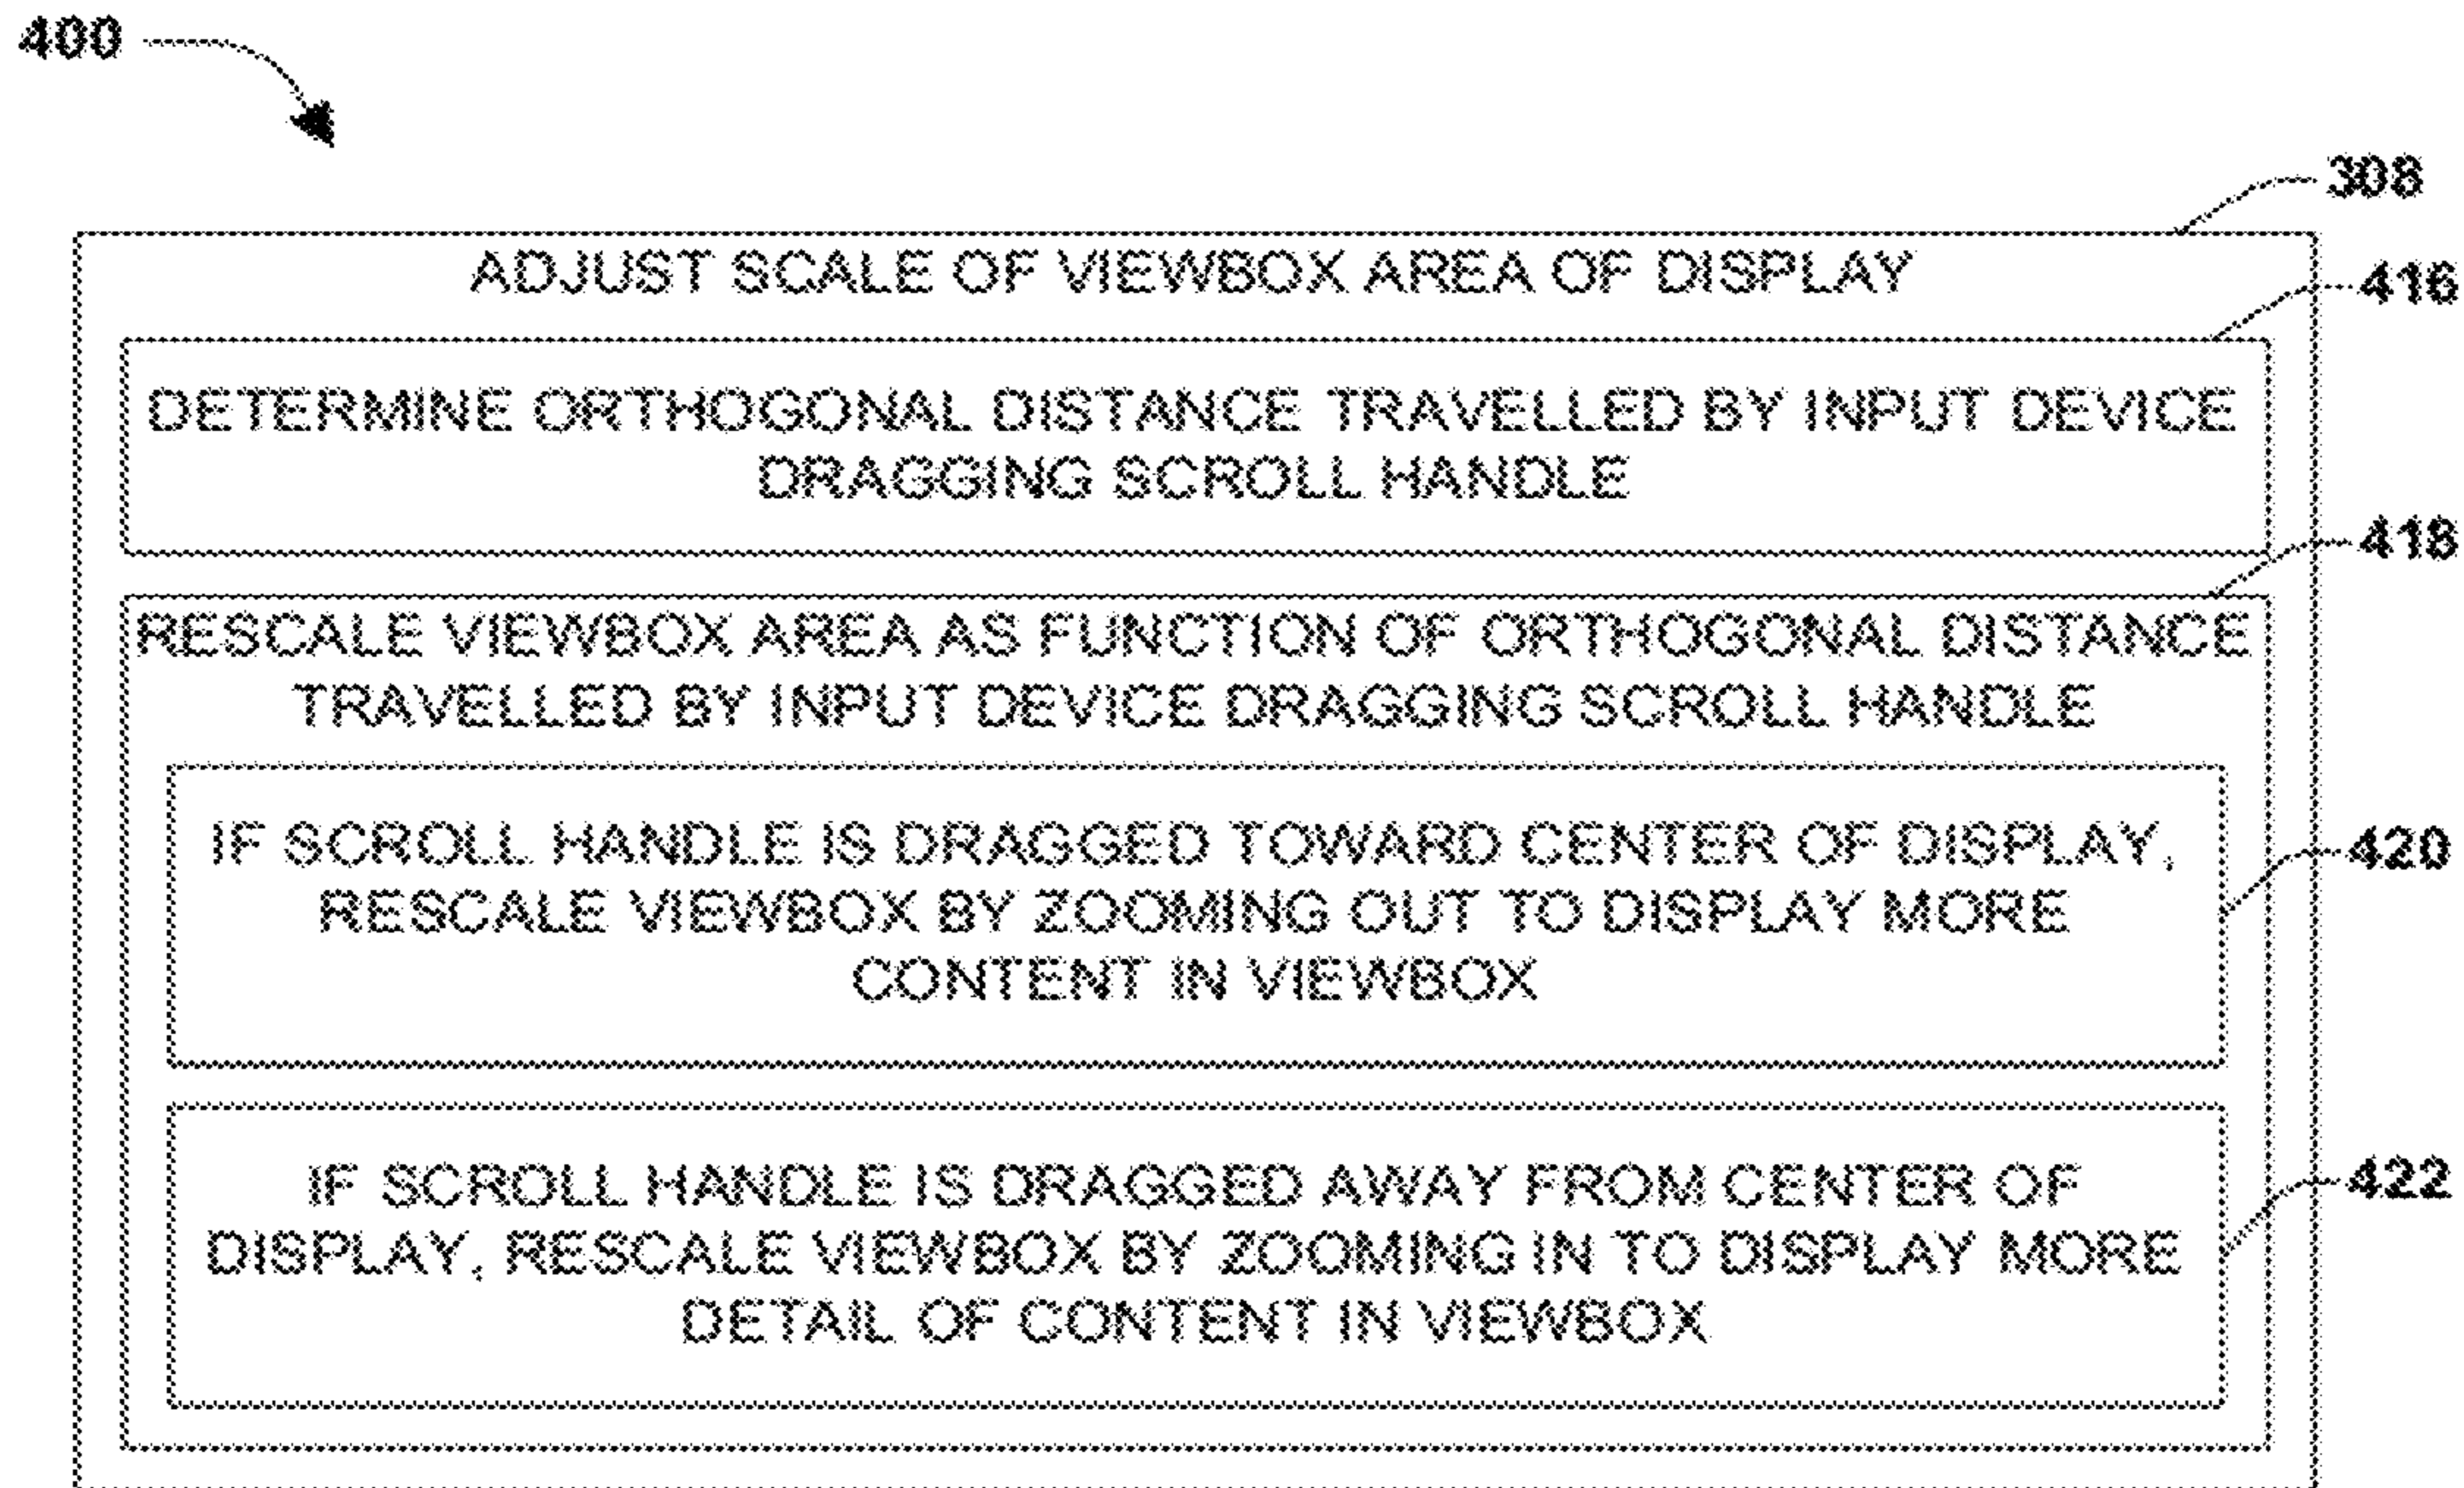 400
308
ADJUST SCALE OF VIEWBOX AREA OF DISPLAY
416
DETERMINE ORTHOGONAL DISTANCE TRAVELLED BY INPUT DEVICE
DRAGGING SCROLL HANDLE
418
RESCALE VIEWBOX AREA AS FUNCTION OF ORTHOGONAL DISTANCE
TRAVELLED BY INPUT DEVICE DRAGGING SCROLL HANDLE
IF SCROLL HANDLE IS DRAGGED TOWARD CENTER OF DISPLAY,
420
RESCALE VIEWBOX BY ZOOMING OUT TO DISPLAY MORE
CONTENT IN VIEWBOX
IF SCROLL HANDLE IS DRAGGED AWAY FROM CENTER OF
422
DISPLAY, RESCALE VIEWBOX BY ZOOMING IN TO DISPLAY MORE
DETAIL OF CONTENT IN VIEWBOX